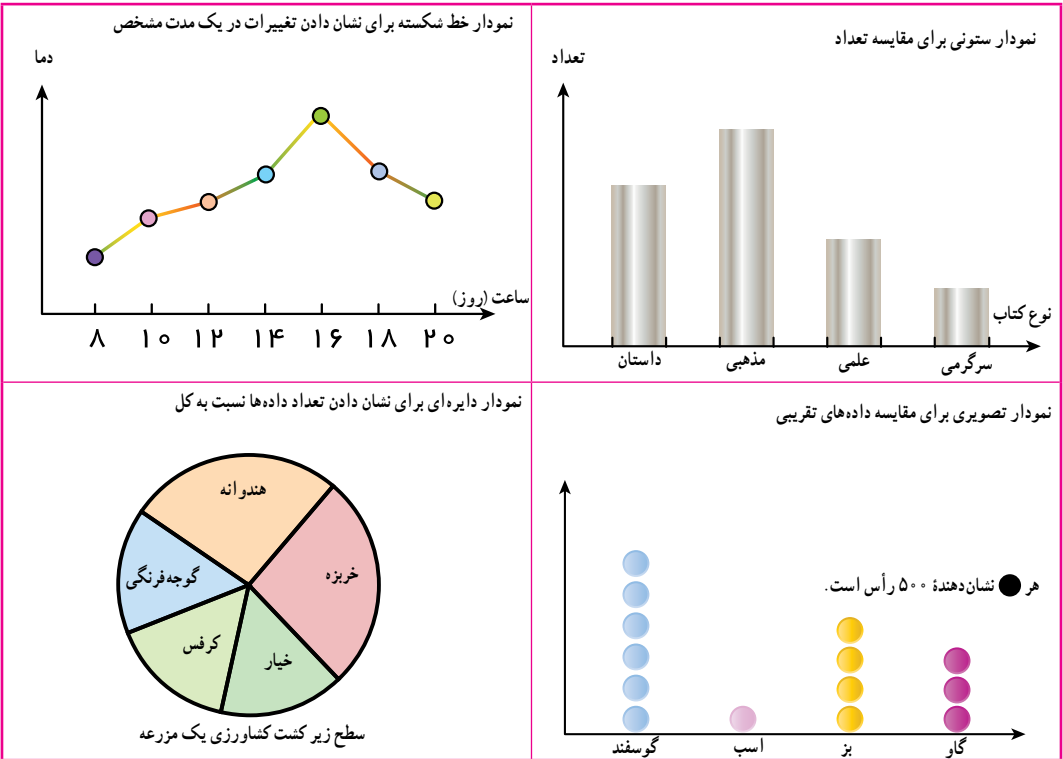 نمودار ستونی برای مقایسه تعداد
تعداد
نوع کتاب
داستان
مذهبی
علمی
سرگرمی
نمودار خط شکسته برای نشان دادن تغییرات در یک مدت مشخص
دما
ساعت (روز)
۸ ۱۰ ۱۲ ۱۴ ۱۶ ۱۸ ۲۰
نمودار تصویری برای مقایسه داده‌های تقریبی
هر نشان‌دهندهٔ ۵۰۰ رأس است.
گوسفند
اسب
بز
گاو
نمودار دایره‌ای برای نشان دادن تعداد داده‌ها نسبت به کل
هندوانه
خربزه
گوجه‌فرنگی
کرفس
خیار
سطح زیر کشت کشاورزی یک مزرعه